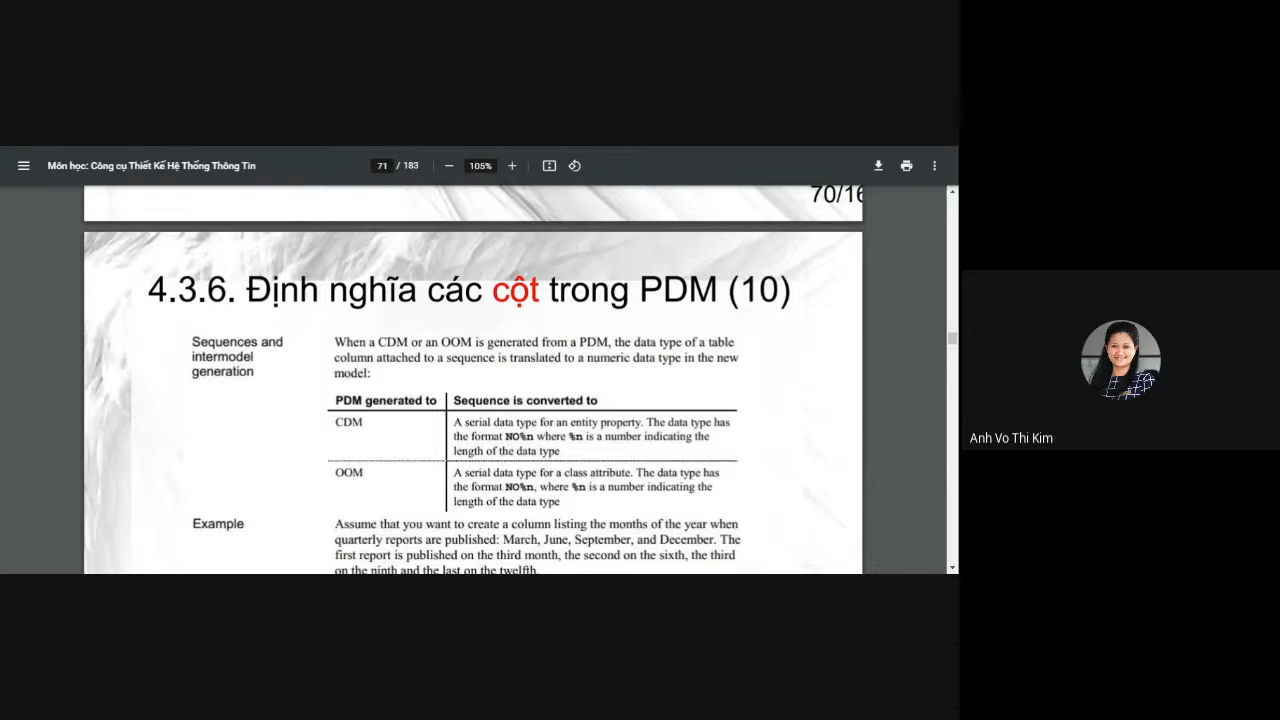 Môn học: Công cụ Thiết Kế Hệ Thống Thông Tin
71 / 183
105%
70/16
4.3.6. Định nghĩa các cột trong PDM (10)
Sequences and
intermodel
generation
When a CDM or an OOM is generated from a PDM, the data type of a table
column attached to a sequence is translated to a numeric data type in the new
model:
PDM generated to
Sequence is converted to
CDM
A serial data type for an entity property. The data type has
the format NO%n where %n is a number indicating the
length of the data type
OOM
A serial data type for a class attribute. The data type has
the format NO%n, where %n is a number indicating the
length of the data type
Example
Assume that you want to create a column listing the months of the year when
quarterly reports are published: March, June, September, and December. The
first report is published on the third month, the second on the sixth, the third
on the ninth and the last on the twelfth.
Anh Vo Thi Kim